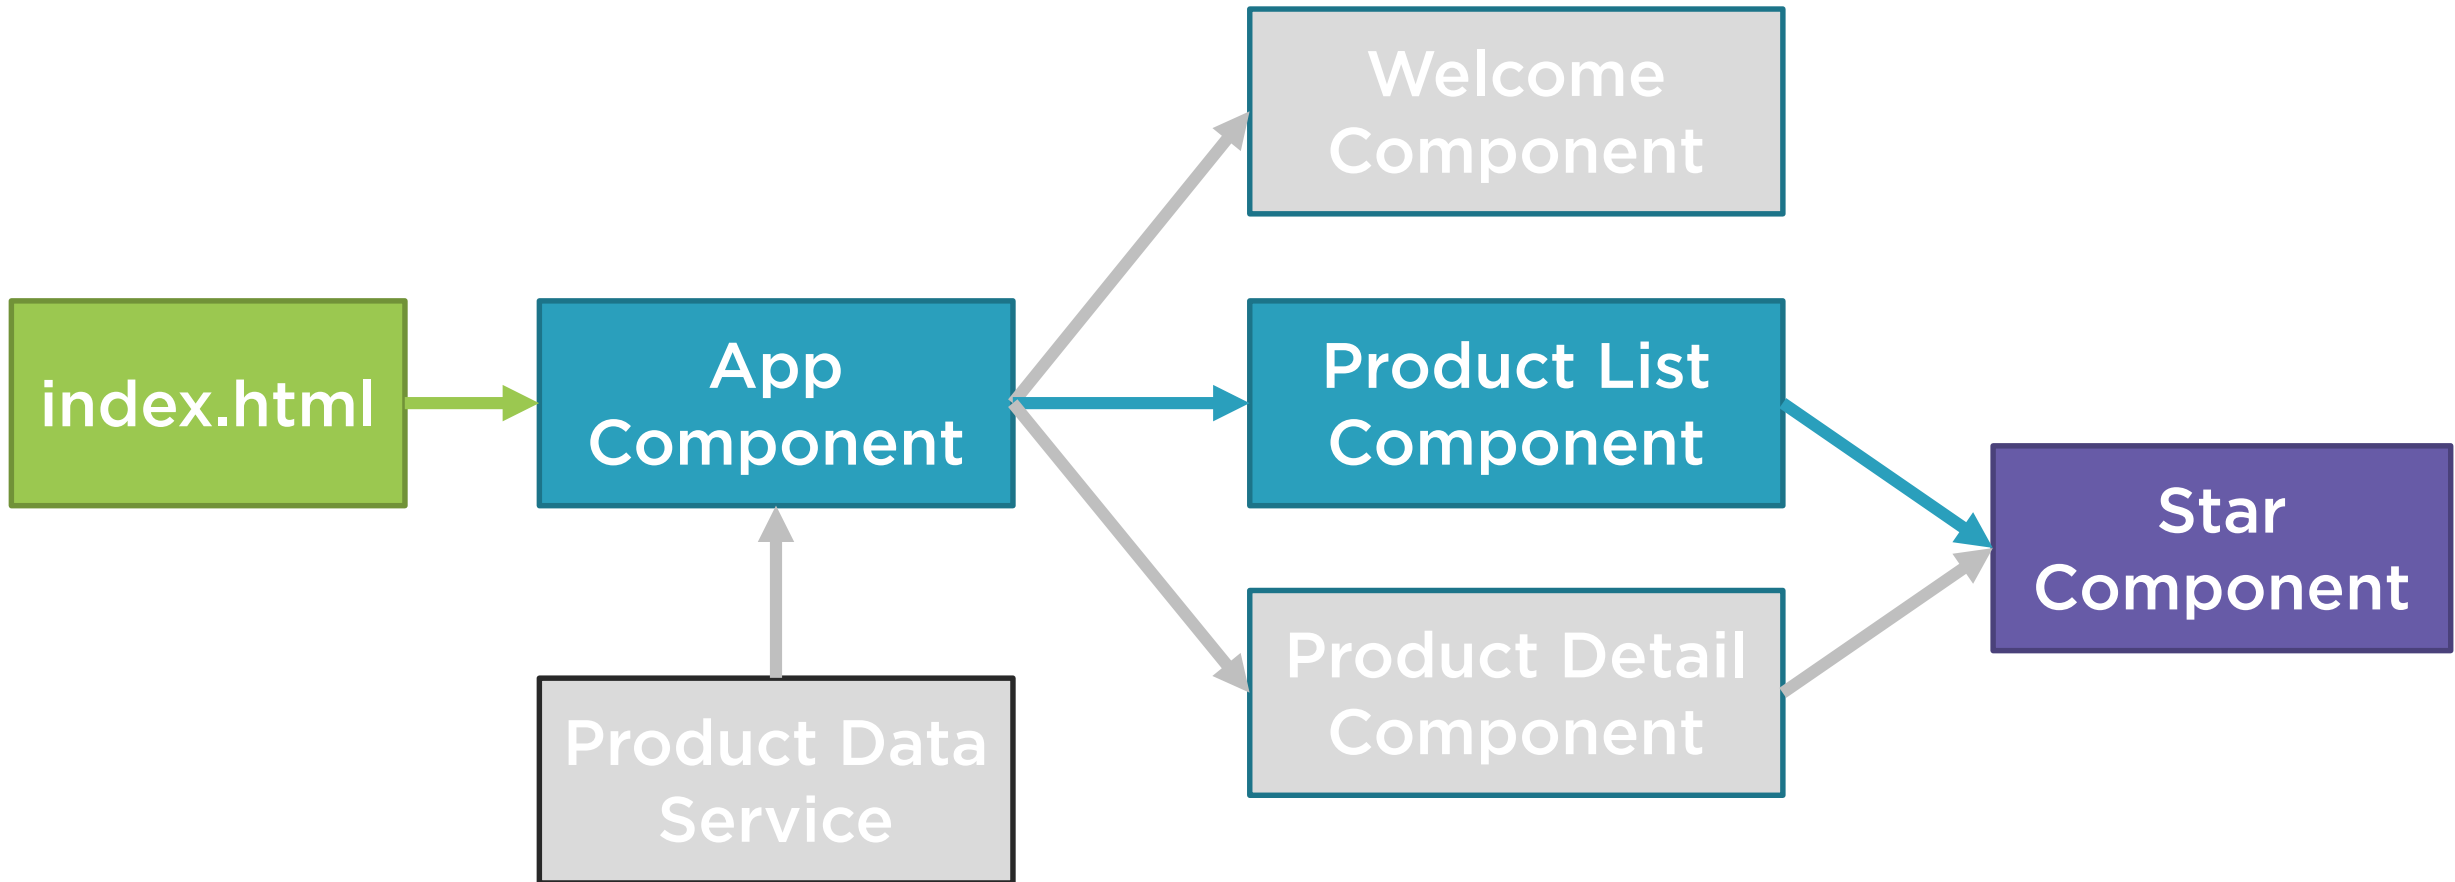 Welcome
Component
index.html
App
Component
Product List
Component
Star
Component
Product Data
Service
Product Detail
Component